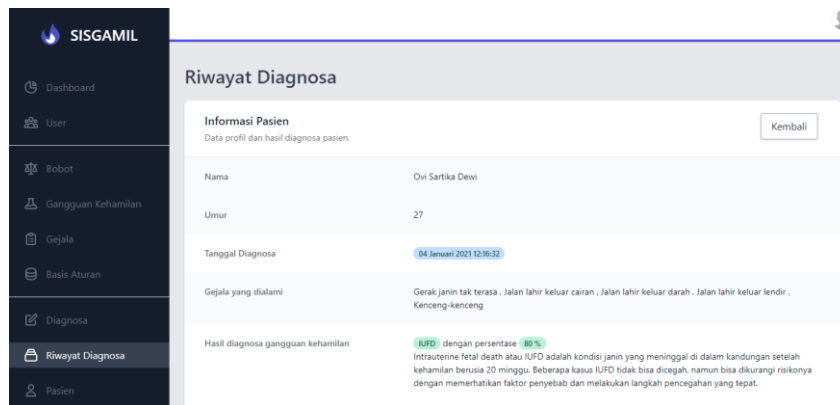 SISGAMIL
Dashboard
User
Bobot
Gangguan Kehamilan
Gejala
Basis Aturan
Diagnosa
Riwayat Diagnosa
Pasien
Riwayat Diagnosa
Informasi Pasien
Data profil dan hasil diagnosa pasien.
Kembali
Nama Ovi Sartika Dewi
Umur 27
Tanggal Diagnosa 04 Januari 2021 12:16:32
Gejala yang dialami Gerak janin tak terasa , Jalan lahir keluar cairan , Jalan lahir keluar darah , Jalan lahir keluar lendir ,
Kenceng-kenceng
Hasil diagnosa gangguan kehamilan IUFD dengan persentase 80 %
Intrauterine fetal death atau IUFD adalah kondisi janin yang meninggal di dalam kandungan setelah
kehamilan berusia 20 minggu. Beberapa kasus IUFD tidak bisa dicegah, namun bisa dikurangi risikonya
dengan memerhatikan faktor penyebab dan melakukan langkah pencegahan yang tepat.